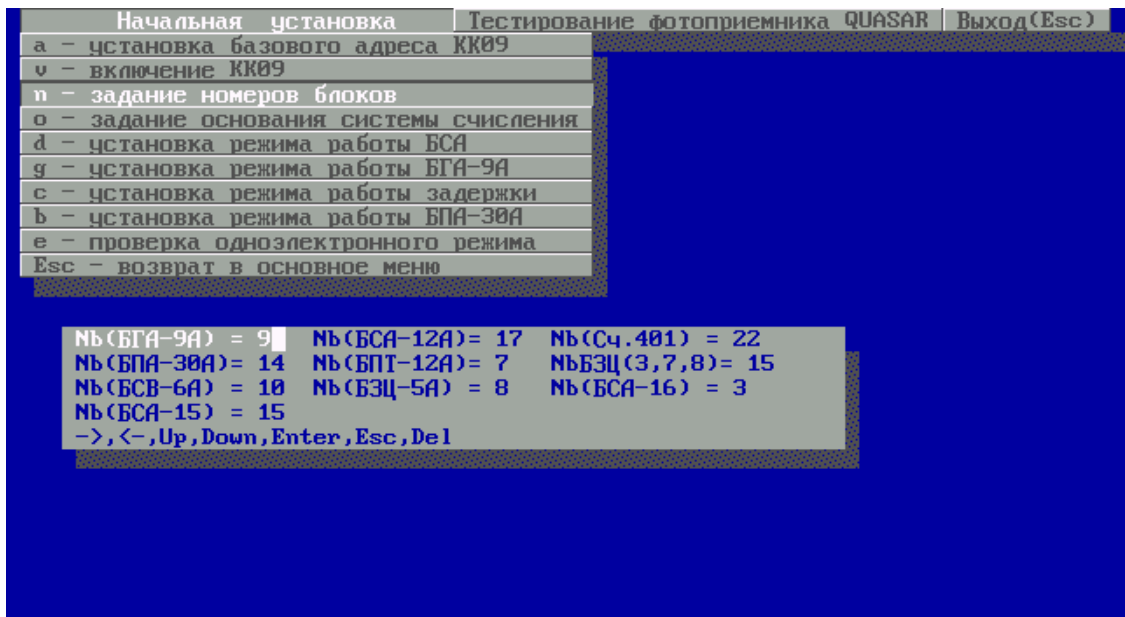 Начальная установка Тестирование фотоприемника QUASAR Выход(Esc)
a - установка базового адреса КК09
v - включение КК09
n - задание номеров блоков
o - задание основания системы счисления
d - установка режима работы БСА
g - установка режима работы БГА-9А
c - установка режима работы задержки
b - установка режима работы БПА-30А
e - проверка одноэлектронного режима
Esc - возврат в основное меню
Nb(БГА-9А) = 9 Nb(БСА-12А)= 17 Nb(Сч.401) = 22
Nb(БПА-30А)= 14 Nb(БПТ-12А)= 7 NbБЗЦ(3,7,8)= 15
Nb(БСВ-6А) = 10 Nb(БЗЦ-5А) = 8 Nb(БСА-16) = 3
Nb(БСА-15) = 15
->,<-,Up,Down,Enter,Esc,Del